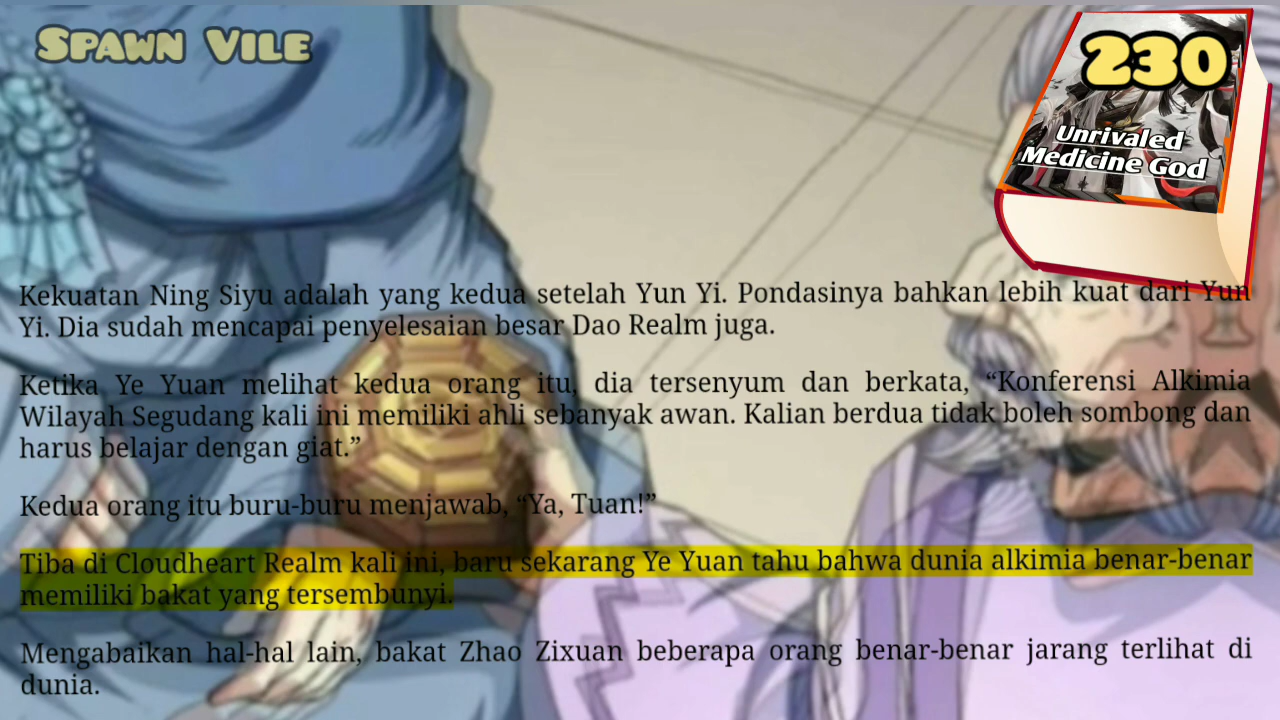 Spawn Vile
230
Unrivaled
Medicine God
Kekuatan Ning Siyu adalah yang kedua setelah Yun Yi. Pondasinya bahkan lebih kuat dari Yun
Yi. Dia sudah mencapai penyelesaian besar Dao Realm juga.
Ketika Ye Yuan melihat kedua orang itu, dia tersenyum dan berkata, “Konferensi Alkimia
Wilayah Segudang kali ini memiliki ahli sebanyak awan. Kalian berdua tidak boleh sombong dan
harus belajar dengan giat.”
Kedua orang itu buru-buru menjawab, “Ya, Tuan!”
Tiba di Cloudheart Realm kali ini, baru sekarang Ye Yuan tahu bahwa dunia alkimia benar-benar
memiliki bakat yang tersembunyi.
Mengabaikan hal-hal lain, bakat Zhao Zixuan beberapa orang benar-benar jarang terlihat di
dunia.